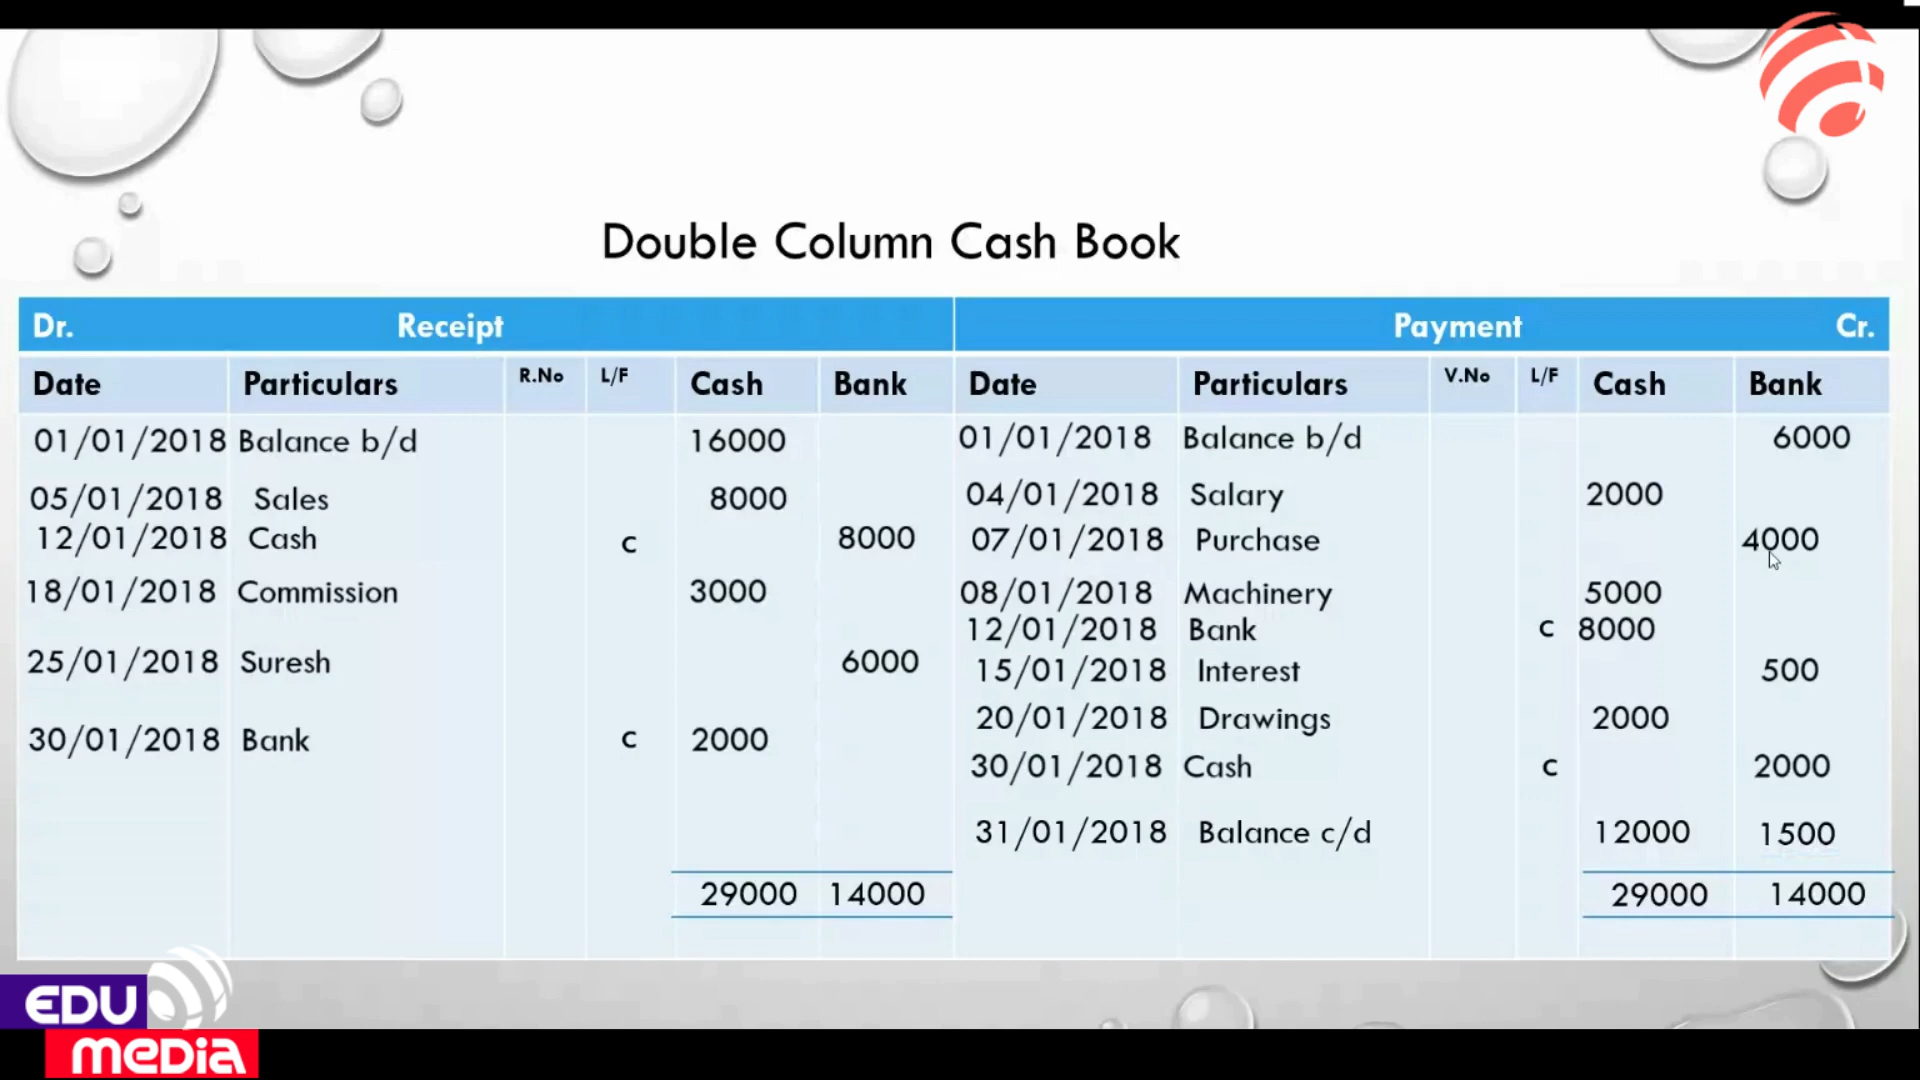 Double Column Cash Book
Dr. Receipt Payment Cr.
Date Particulars R.No L/F Cash Bank Date Particulars V.No L/F Cash Bank
01/01/2018 Balance b/d 16000 01/01/2018 Balance b/d 6000
05/01/2018 Sales 8000 04/01/2018 Salary 2000
12/01/2018 Cash c 8000 07/01/2018 Purchase 4000
18/01/2018 Commission 3000 08/01/2018 Machinery 5000
12/01/2018 Bank c 8000
25/01/2018 Suresh 6000 15/01/2018 Interest 500
20/01/2018 Drawings 2000
30/01/2018 Bank c 2000 30/01/2018 Cash c 2000
31/01/2018 Balance c/d 12000 1500
29000 14000 29000 14000
EDU
meDia